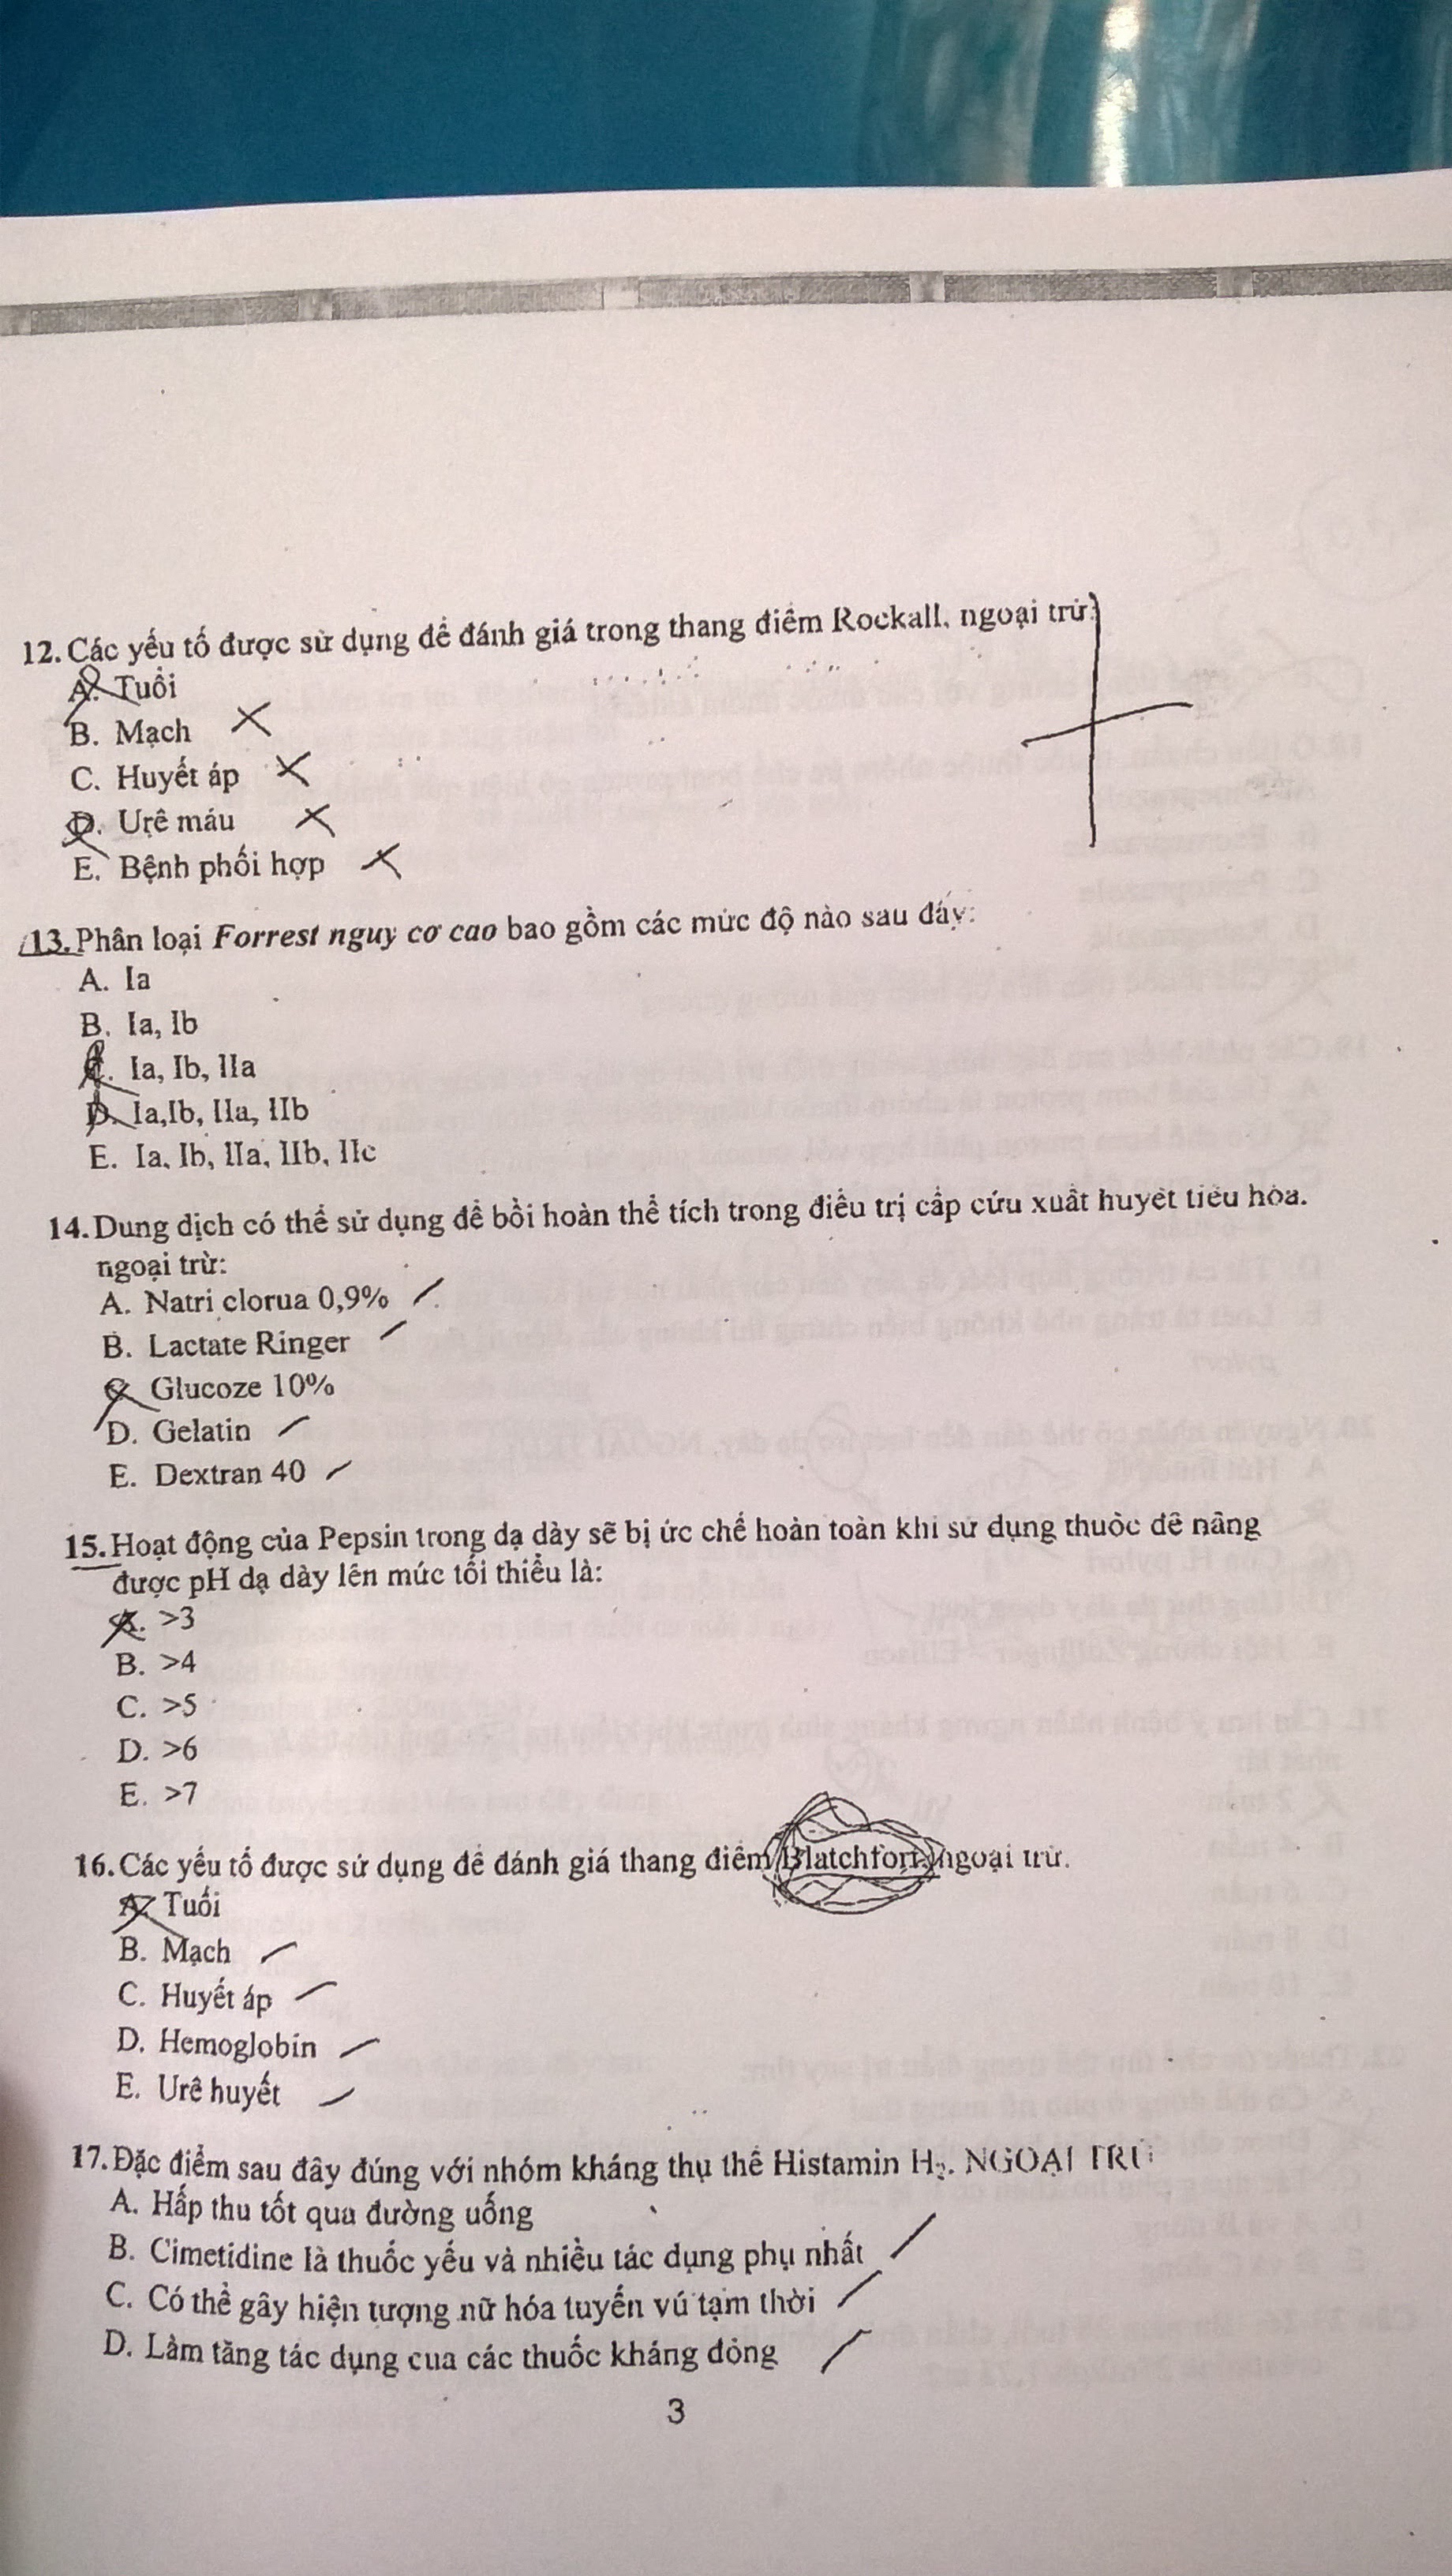 12. Các yếu tố được sử dụng để đánh giá trong thang điểm Rockall, ngoại trừ:
A. Tuổi
B. Mạch
C. Huyết áp
D. Urê máu
E. Bệnh phối hợp
13. Phân loại Forrest nguy cơ cao bao gồm các mức độ nào sau đây:
A. Ia
B. Ia, Ib
C. Ia, Ib, IIa
D. Ia,Ib, IIa, IIb
E. Ia, Ib, IIa, IIb, IIc
14. Dung dịch có thể sử dụng để bồi hoàn thể tích trong điều trị cấp cứu xuất huyết tiêu hóa.
ngoại trừ:
A. Natri clorua 0,9%
B. Lactate Ringer
C. Glucoze 10%
D. Gelatin
E. Dextran 40
15. Hoạt động của Pepsin trong dạ dày sẽ bị ức chế hoàn toàn khi sử dụng thuốc để nâng
được pH dạ dày lên mức tối thiểu là:
A. >3
B. >4
C. >5
D. >6
E. >7
16. Các yếu tố được sử dụng để đánh giá thang điểm Blatchford, ngoại trừ.
A. Tuổi
B. Mạch
C. Huyết áp
D. Hemoglobin
E. Urê huyết
17. Đặc điểm sau đây đúng với nhóm kháng thụ thể Histamin H₂. NGOẠI TRỪ:
A. Hấp thu tốt qua đường uống
B. Cimetidine là thuốc yếu và nhiều tác dụng phụ nhất
C. Có thể gây hiện tượng nữ hóa tuyến vú tạm thời
D. Làm tăng tác dụng của các thuốc kháng đông
3